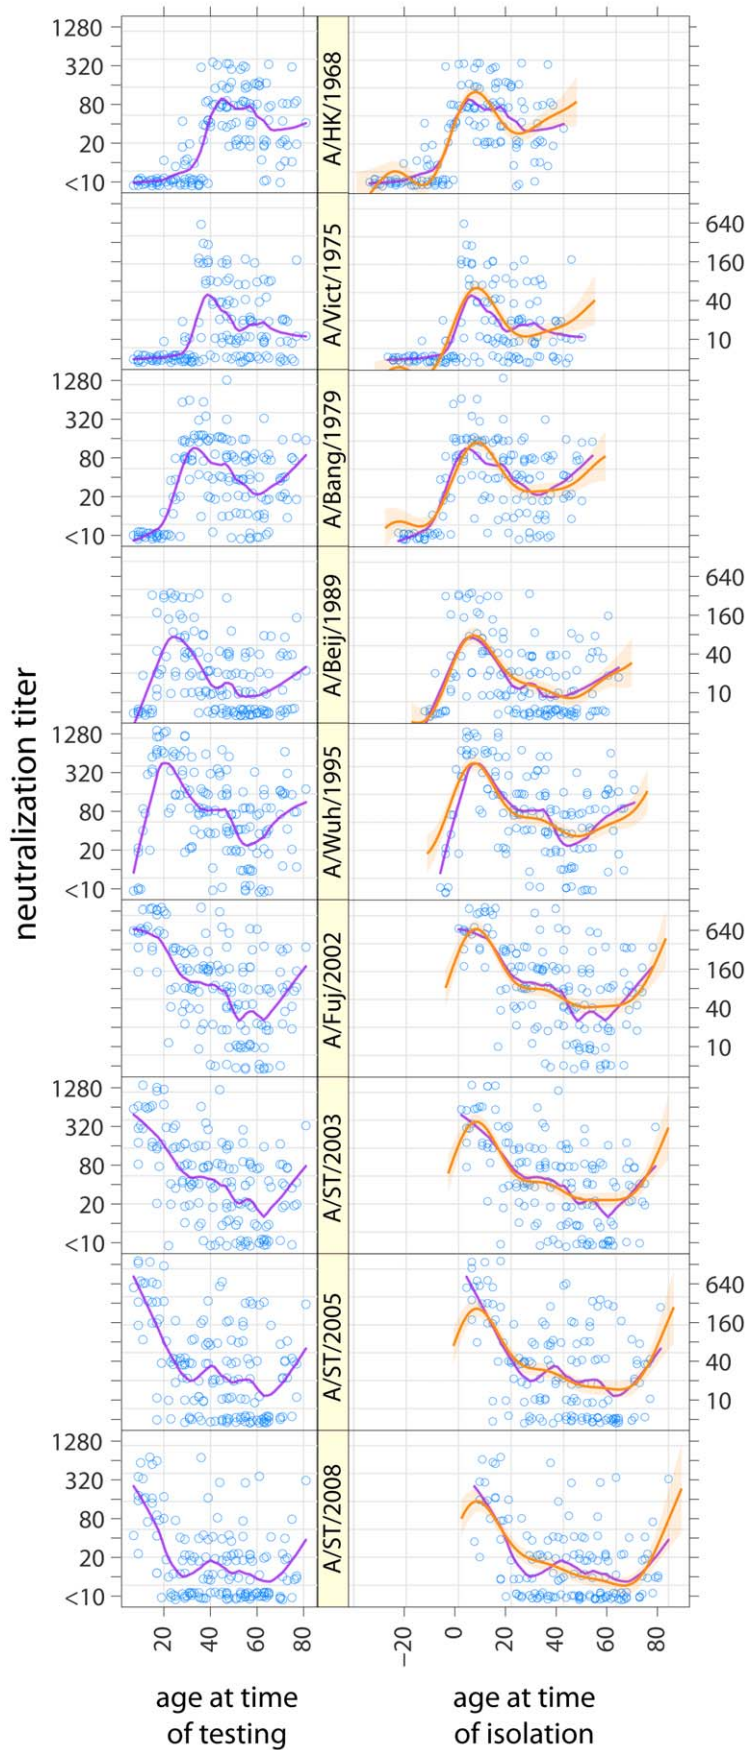 1280
320
80
20
<10
A/HK/1968
A/Vict/1975
640
160
40
10
1280
320
80
20
<10
A/Bang/1979
A/Beij/1989
640
160
40
10
1280
320
80
20
<10
A/Wuh/1995
A/Fuj/2002
640
160
40
10
1280
320
80
20
<10
A/ST/2003
A/ST/2005
640
160
40
10
1280
320
80
20
<10
A/ST/2008
neutralization titer
20 40 60 80
−20 0 20 40 60 80
age at time
of testing
age at time
of isolation